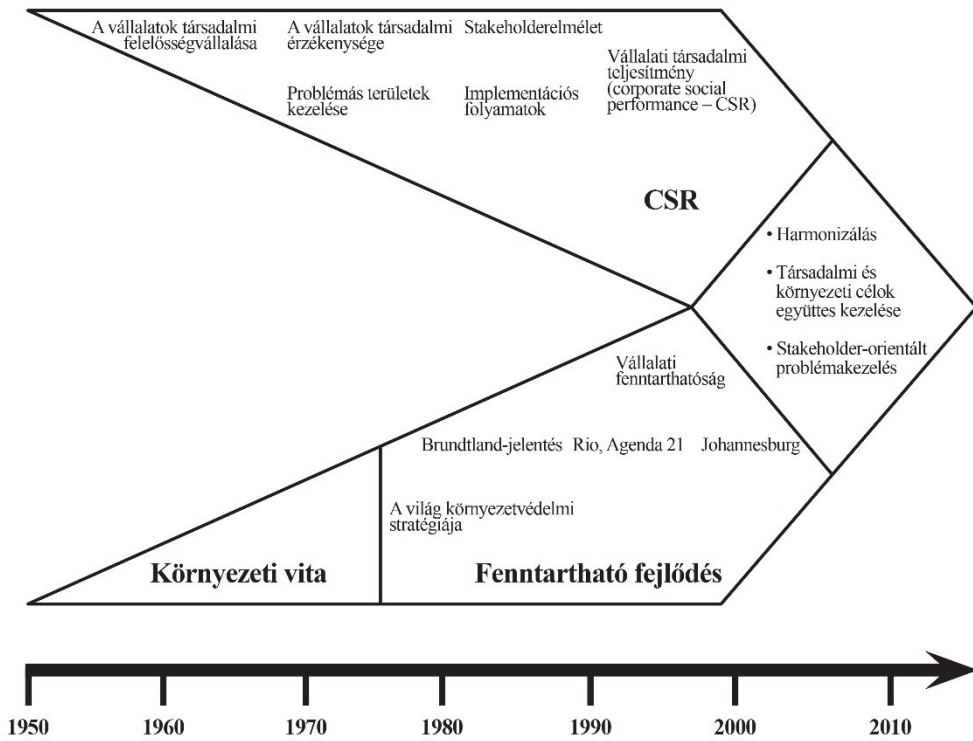 A vállalatok társadalmi
felelősségvállalása
A vállalatok társadalmi
érzékenysége
Stakeholderelmélet
Vállalati társadalmi
teljesítmény
(corporate social
performance – CSR)
Problémás területek
kezelése
Implementációs
folyamatok
CSR
• Harmonizálás
• Társadalmi és
környezeti célok
együttes kezelése
• Stakeholder-orientált
problémakezelés
Vállalati
fenntarthatóság
Brundtland-jelentés
Rio, Agenda 21
Johannesburg
A világ környezetvédelmi
stratégiája
Környezeti vita
Fenntartható fejlődés
1950 1960 1970 1980 1990 2000 2010